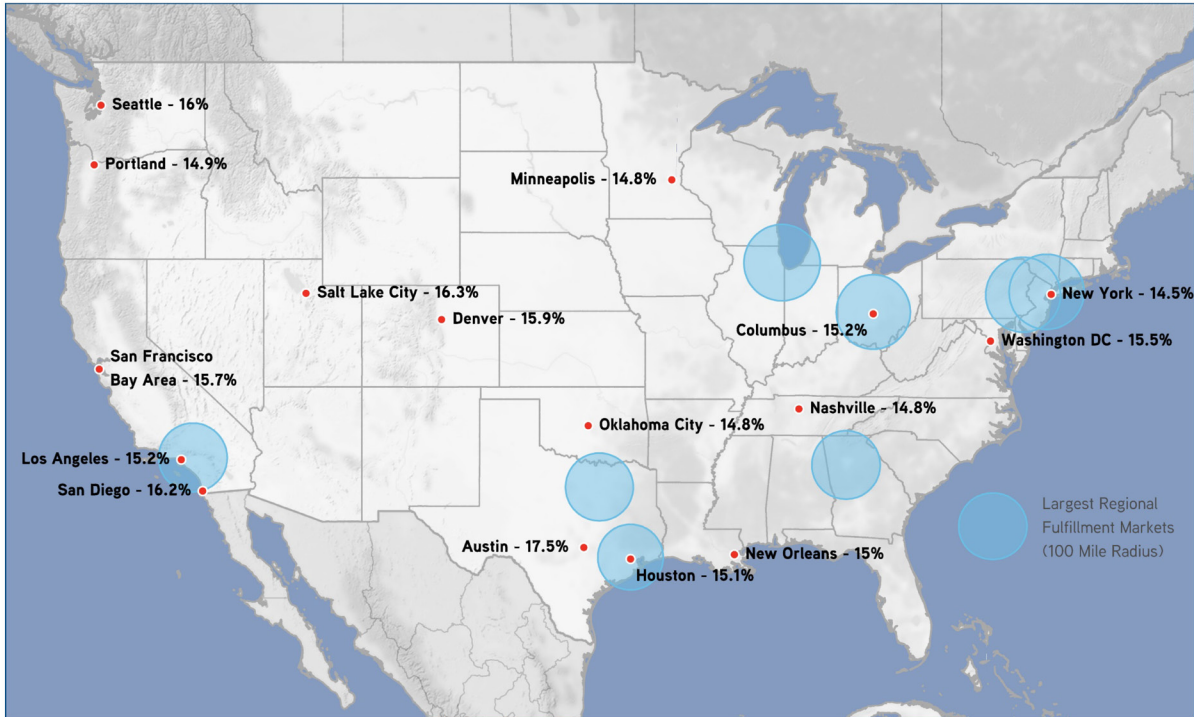 Seattle - 16%
Portland - 14.9%
Minneapolis - 14.8%
Salt Lake City - 16.3%
New York - 14.5%
Denver - 15.9%
Columbus - 15.2%
Washington DC - 15.5%
San Francisco
Bay Area - 15.7%
Nashville - 14.8%
Oklahoma City - 14.8%
Los Angeles - 15.2%
San Diego - 16.2%
Largest Regional
Fulfillment Markets
(100 Mile Radius)
Austin - 17.5%
New Orleans - 15%
Houston - 15.1%